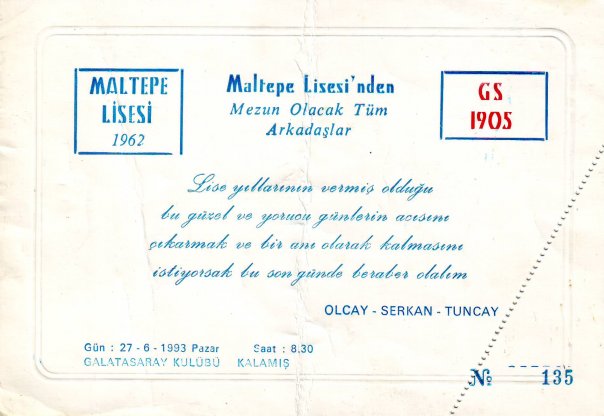 MALTEPE
LİSESİ
1962
Maltepe Lisesi'nden
Mezun Olacak Tüm
Arkadaşlar
GS
1905
Lise yıllarının vermiş olduğu
bu güzel ve yorucu günlerin acısını
çıkarmak ve bir anı olarak kalmasını
istiyorsak bu son günde beraber olalım
OLCAY - SERKAN - TUNCAY
Gün : 27 - 6 - 1993 Pazar Saat : 8.30
GALATASARAY KULÜBÜ KALAMIŞ
№ 135